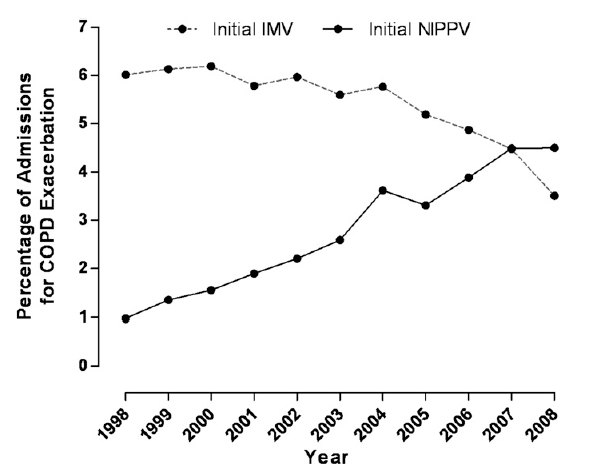 Initial IMV Initial NIPPV
Percentage of Admissions
for COPD Exacerbation
7
6
5
4
3
2
1
0
1998 1999 2000 2001 2002 2003 2004 2005 2006 2007 2008
Year